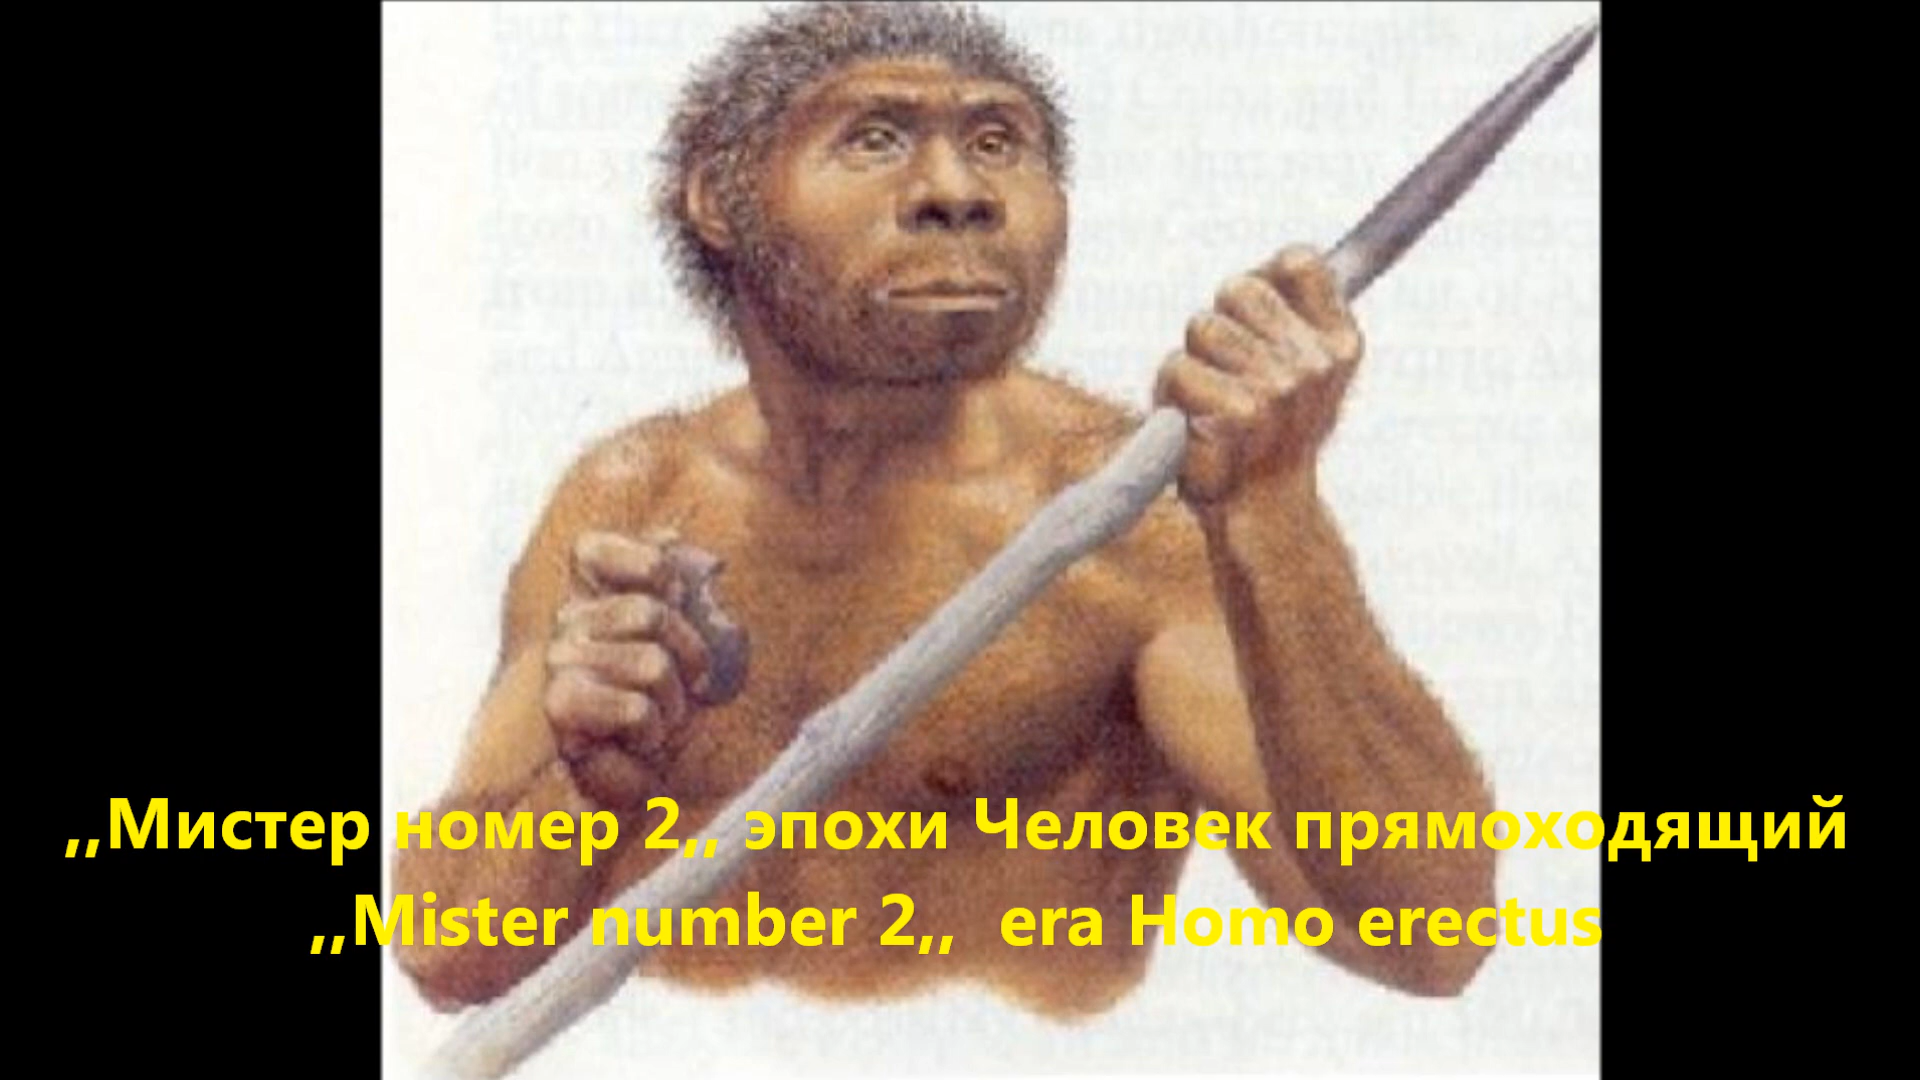 ,,Мистер номер 2,, эпохи Человек прямоходящий
,,Mister number 2,,  era Homo erectus